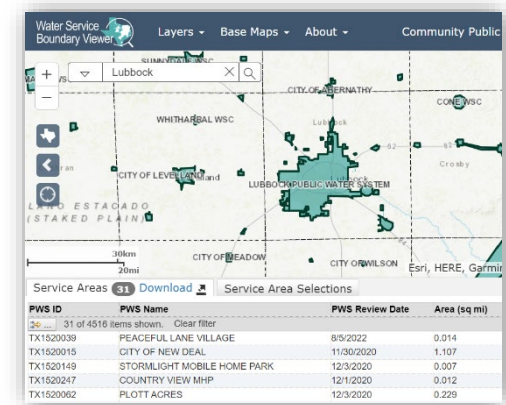 Water Service Boundary Viewer
Layers Base Maps About Community Public
SUNNYDALE WSC
Lubbock
CITY OF ABERNATHY
CONE WSC
WHITHARRAL WSC
Lubbock
82
82
Crosby
CITY OF LEVELLAND
LUBBOCK PUBLIC WATER SYSTEM
LLANO ESTACADO
(STAKED PLAIN)
30km
20mi
CITY OF MEADOW
CITY OF WILSON
Esri, HERE, Garmin
Service Areas 31 Download Service Area Selections
PWS ID PWS Name PWS Review Date Area (sq mi)
... 31 of 4516 items shown. Clear filter
TX1520039 PEACEFUL LANE VILLAGE 8/5/2022 0.014
TX1520015 CITY OF NEW DEAL 11/30/2020 1.107
TX1520149 STORMLIGHT MOBILE HOME PARK 12/3/2020 0.007
TX1520247 COUNTRY VIEW MHP 12/1/2020 0.012
TX1520062 PLOTT ACRES 12/3/2020 0.229